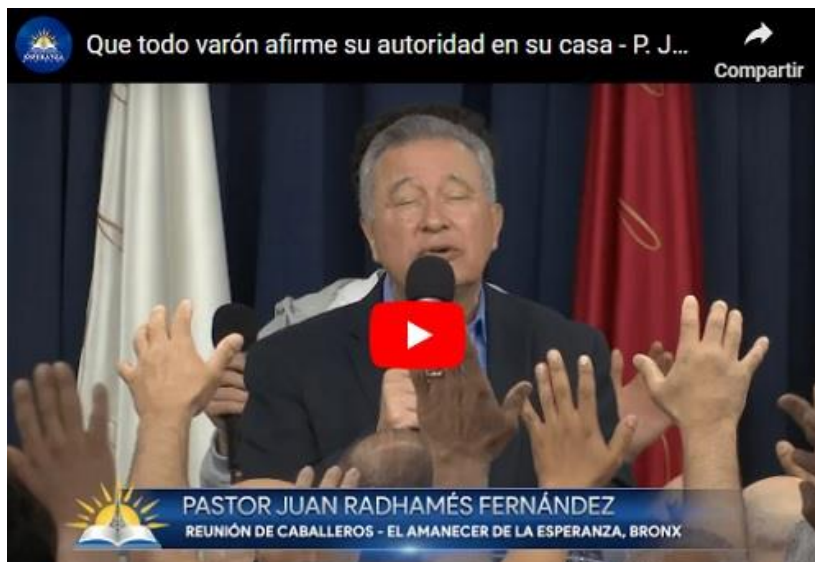 Que todo varón afirme su autoridad en su casa - P. J...
Compartir
ESPERANZA
PASTOR JUAN RADHAMÉS FERNÁNDEZ
REUNIÓN DE CABALLEROS - EL AMANECER DE LA ESPERANZA, BRONX